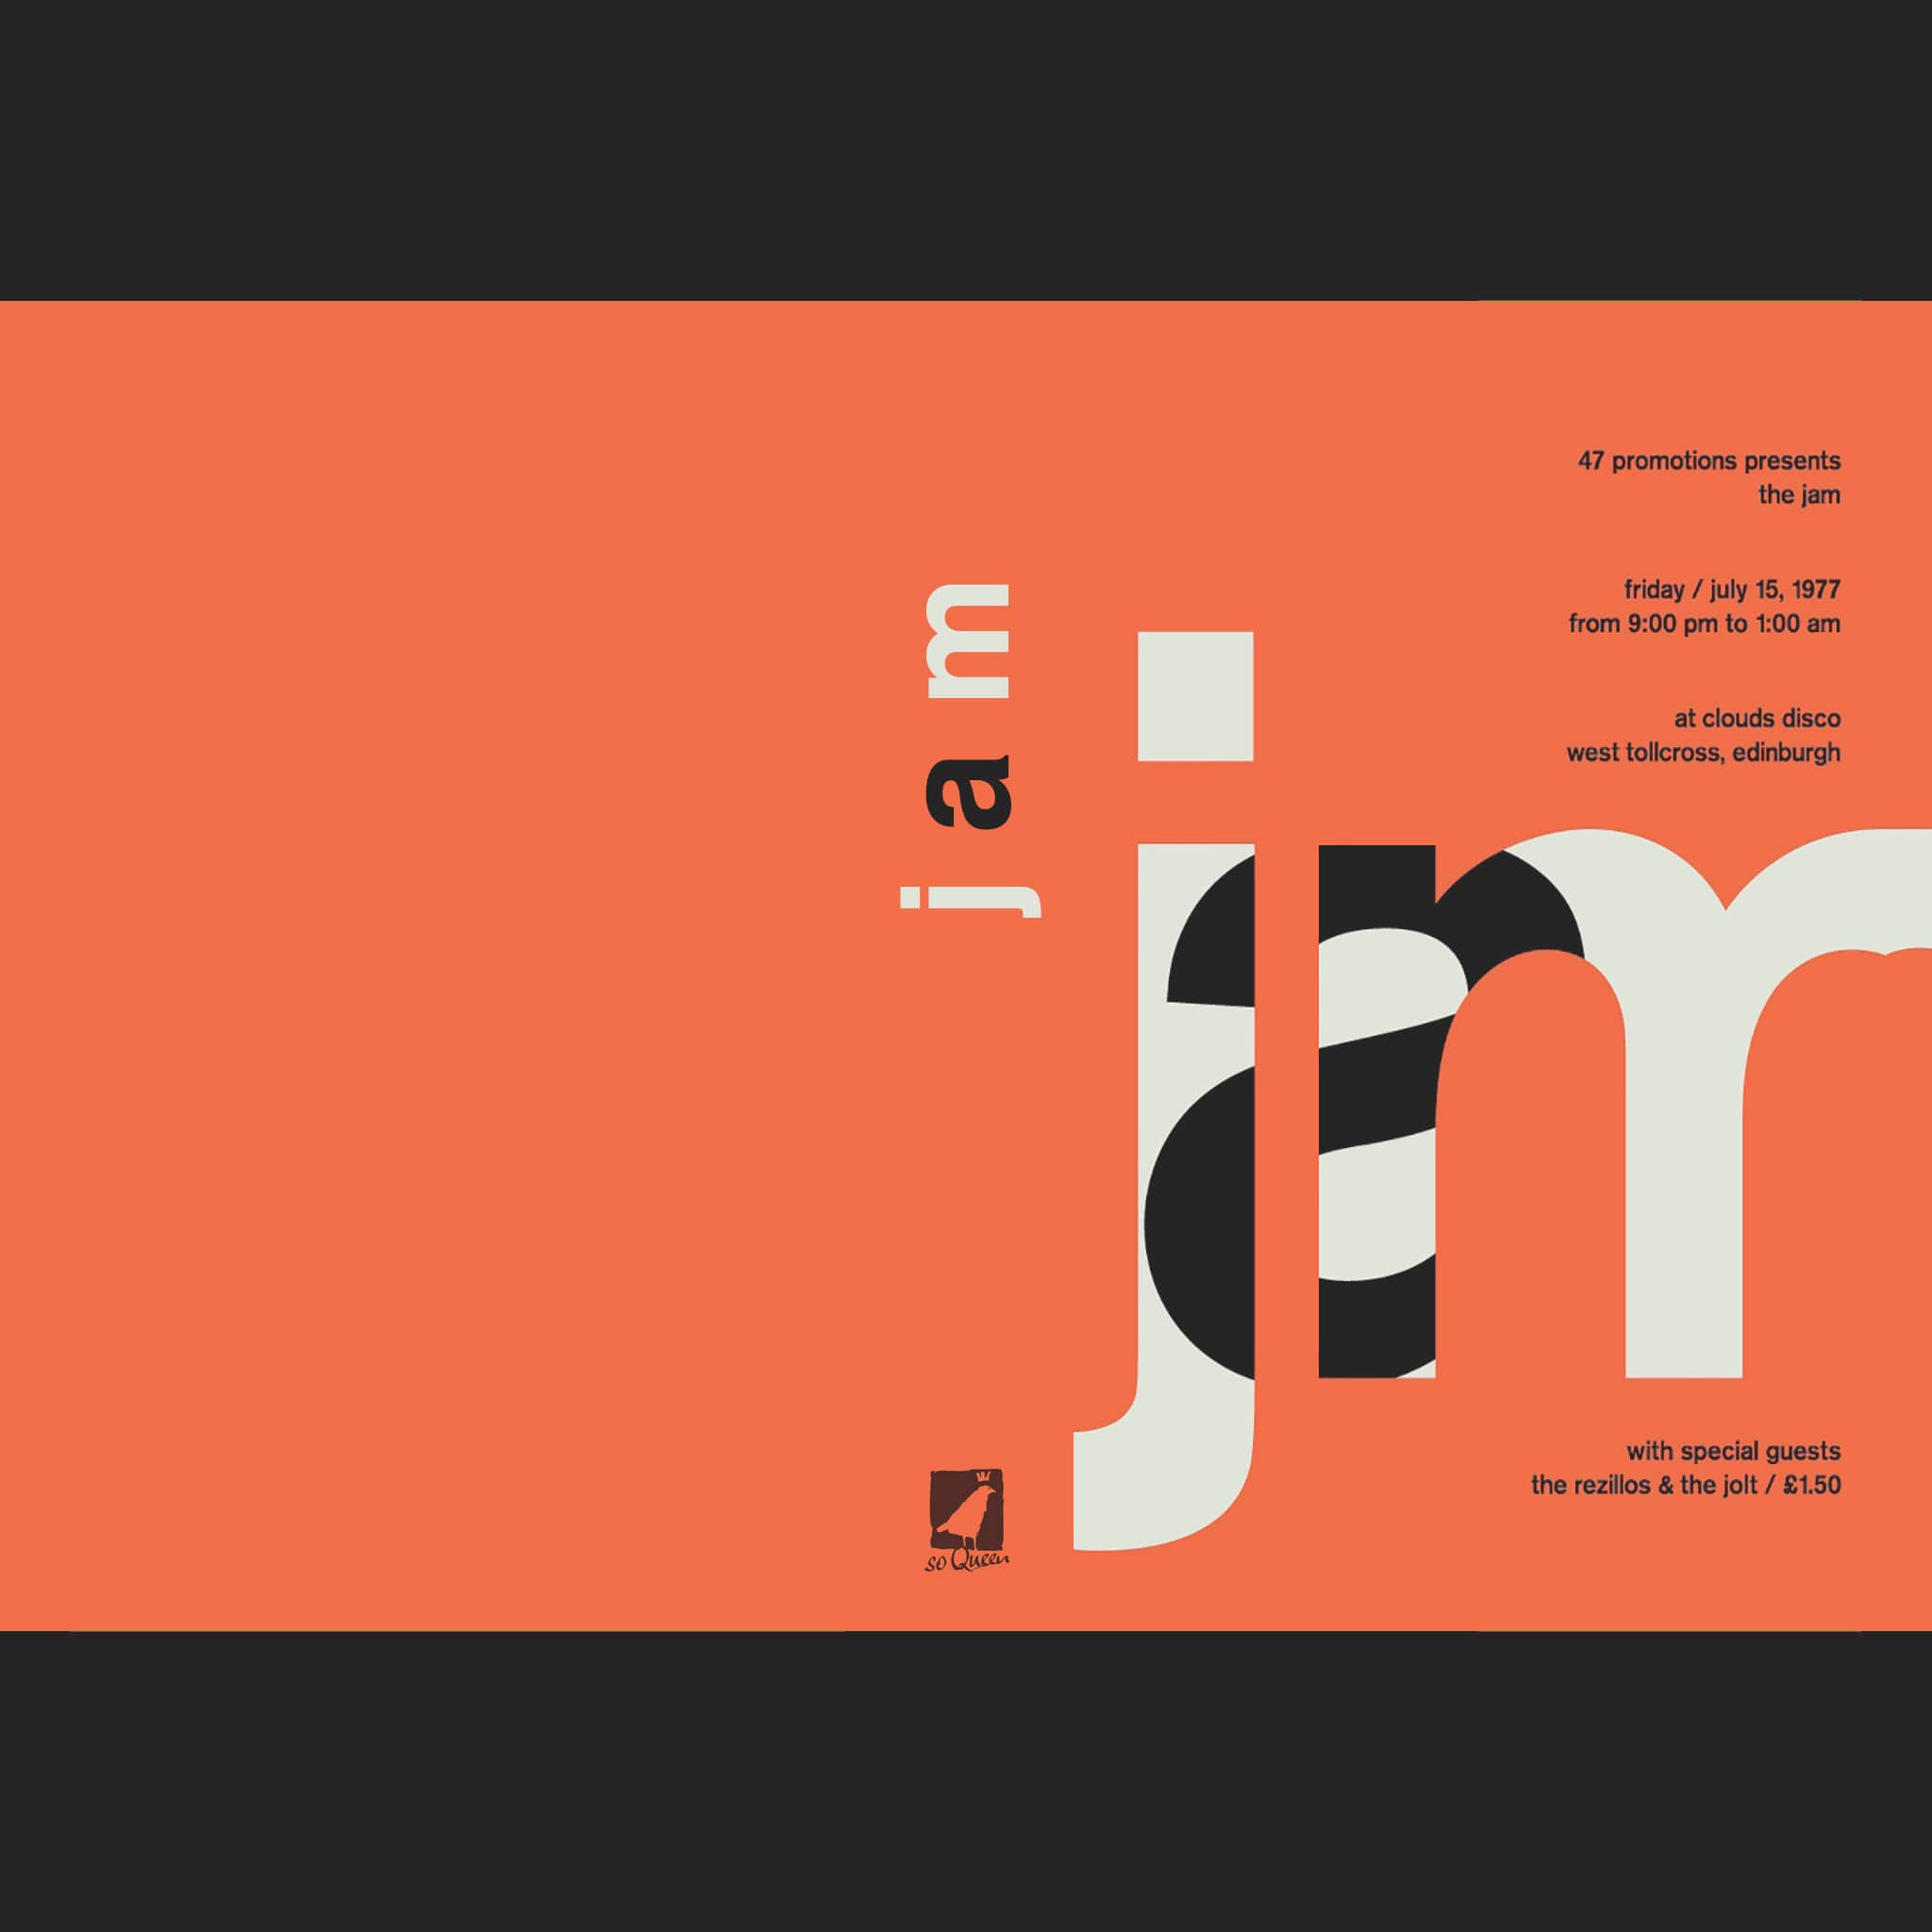 47 promotions presents
the jam
friday / july 15, 1977
from 9:00 pm to 1:00 am
at clouds disco
west tollcross, edinburgh
jam
jam
with special guests
the rezillos & the jolt / £1.50
so Queen